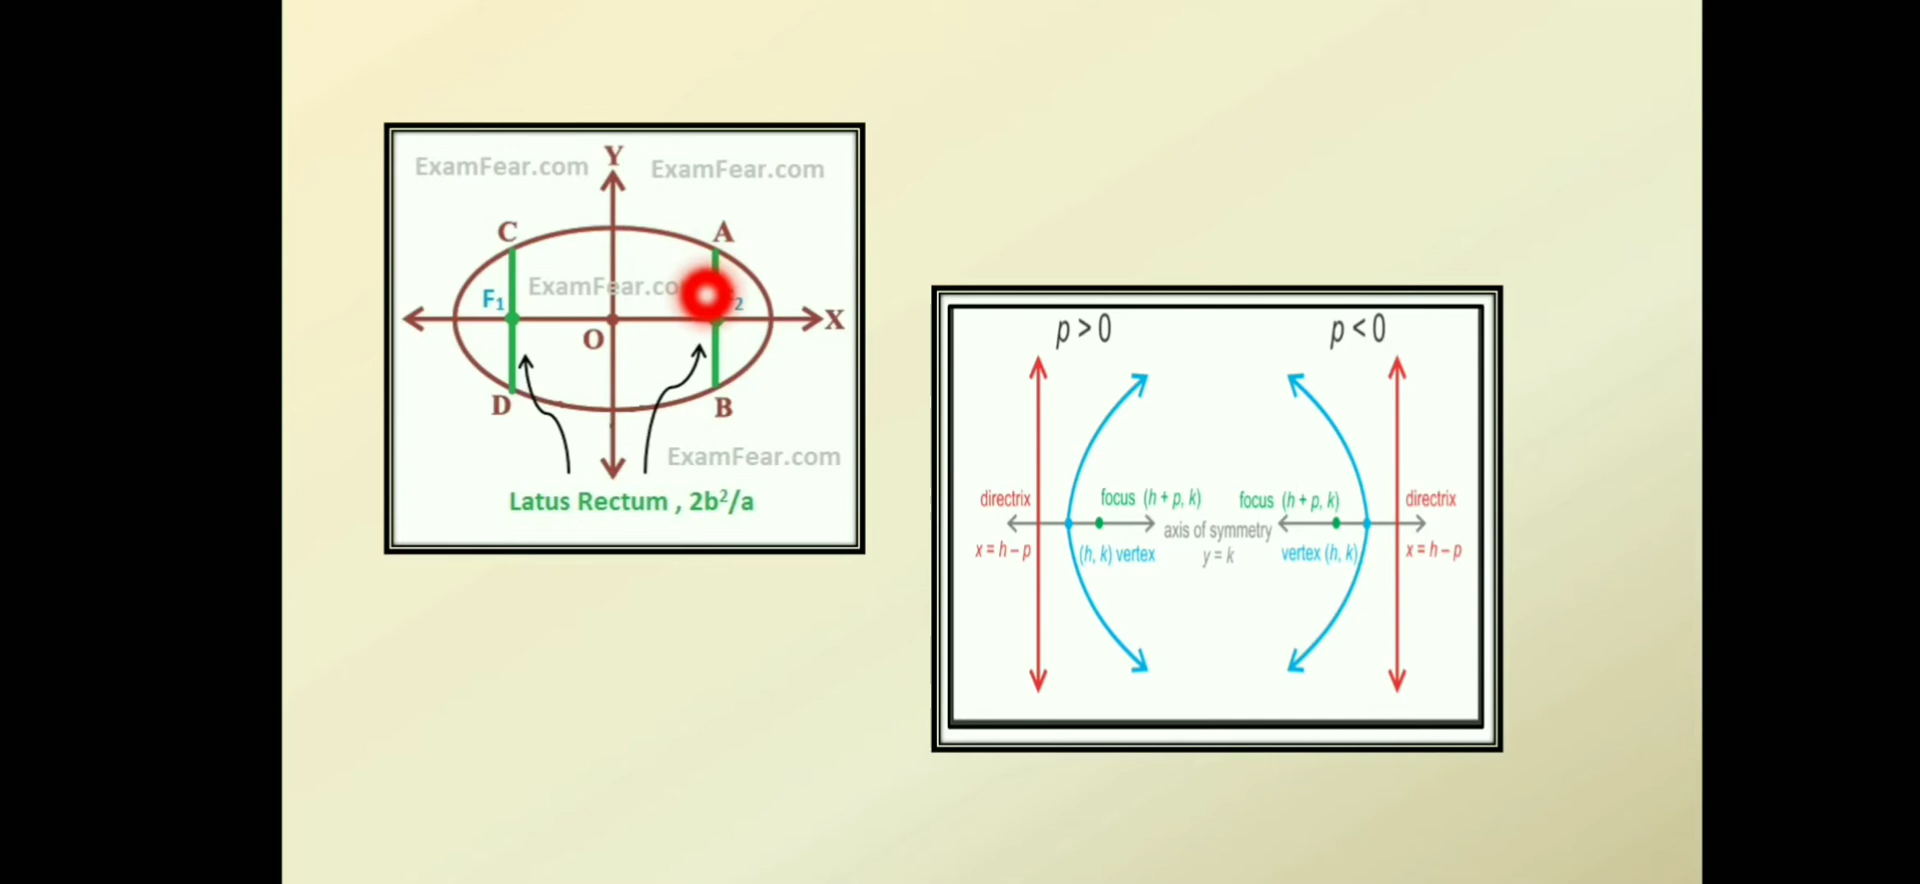 ExamFear.com
ExamFear.com
Y
C
A
ExamFear.co
F₁
2
X
O
D
B
ExamFear.com
Latus Rectum , 2b²/a
p > 0
p < 0
directrix
focus (h + p, k)
focus (h + p, k)
directrix
axis of symmetry
x = h – p
(h, k) vertex
y = k
vertex (h, k)
x = h – p